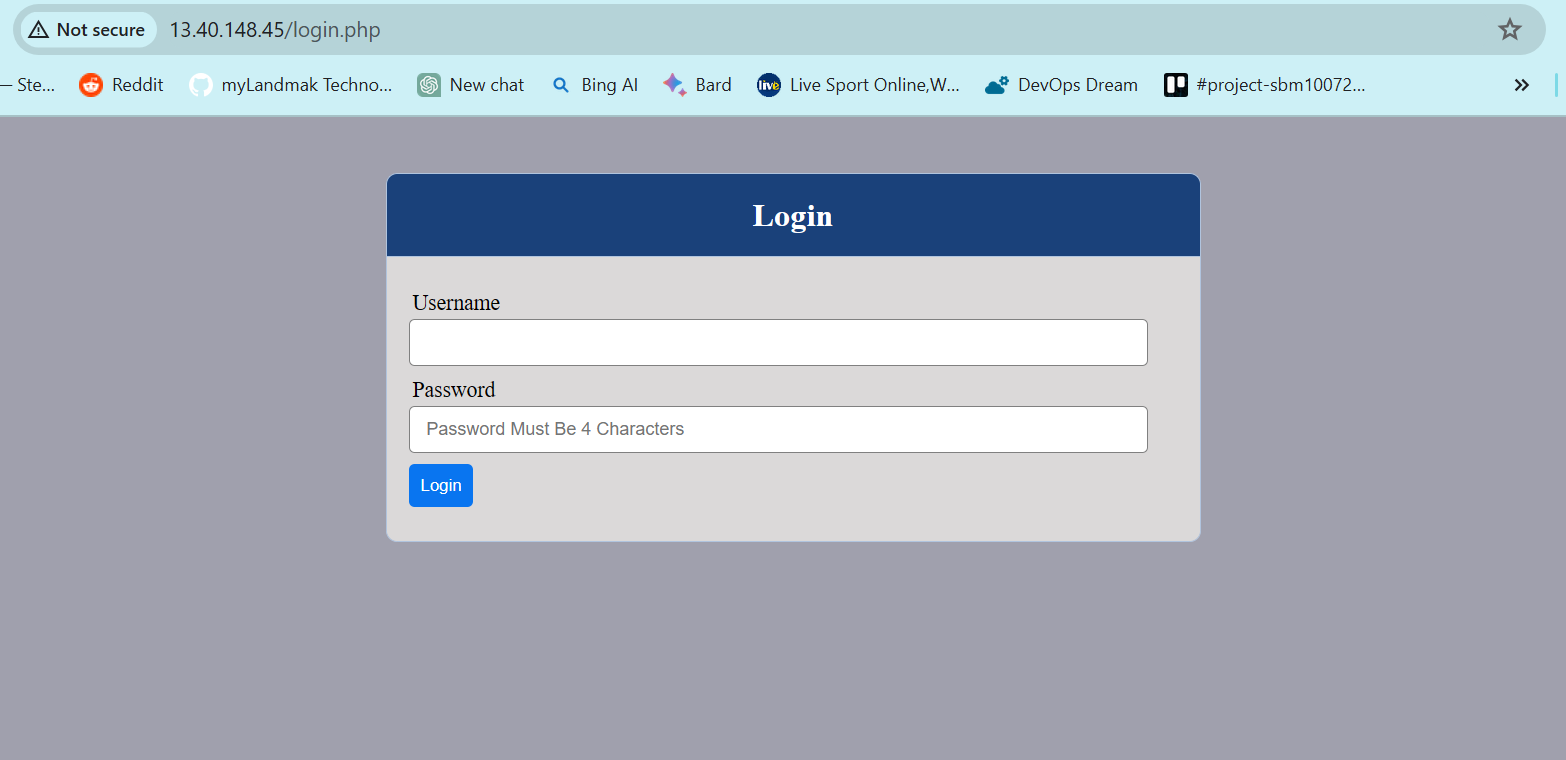 Not secure 13.40.148.45/login.php
— Ste... Reddit myLandmak Techno... New chat Bing AI Bard live Live Sport Online,W... DevOps Dream #project-sbm10072...
Login
Username
Password
Password Must Be 4 Characters
Login